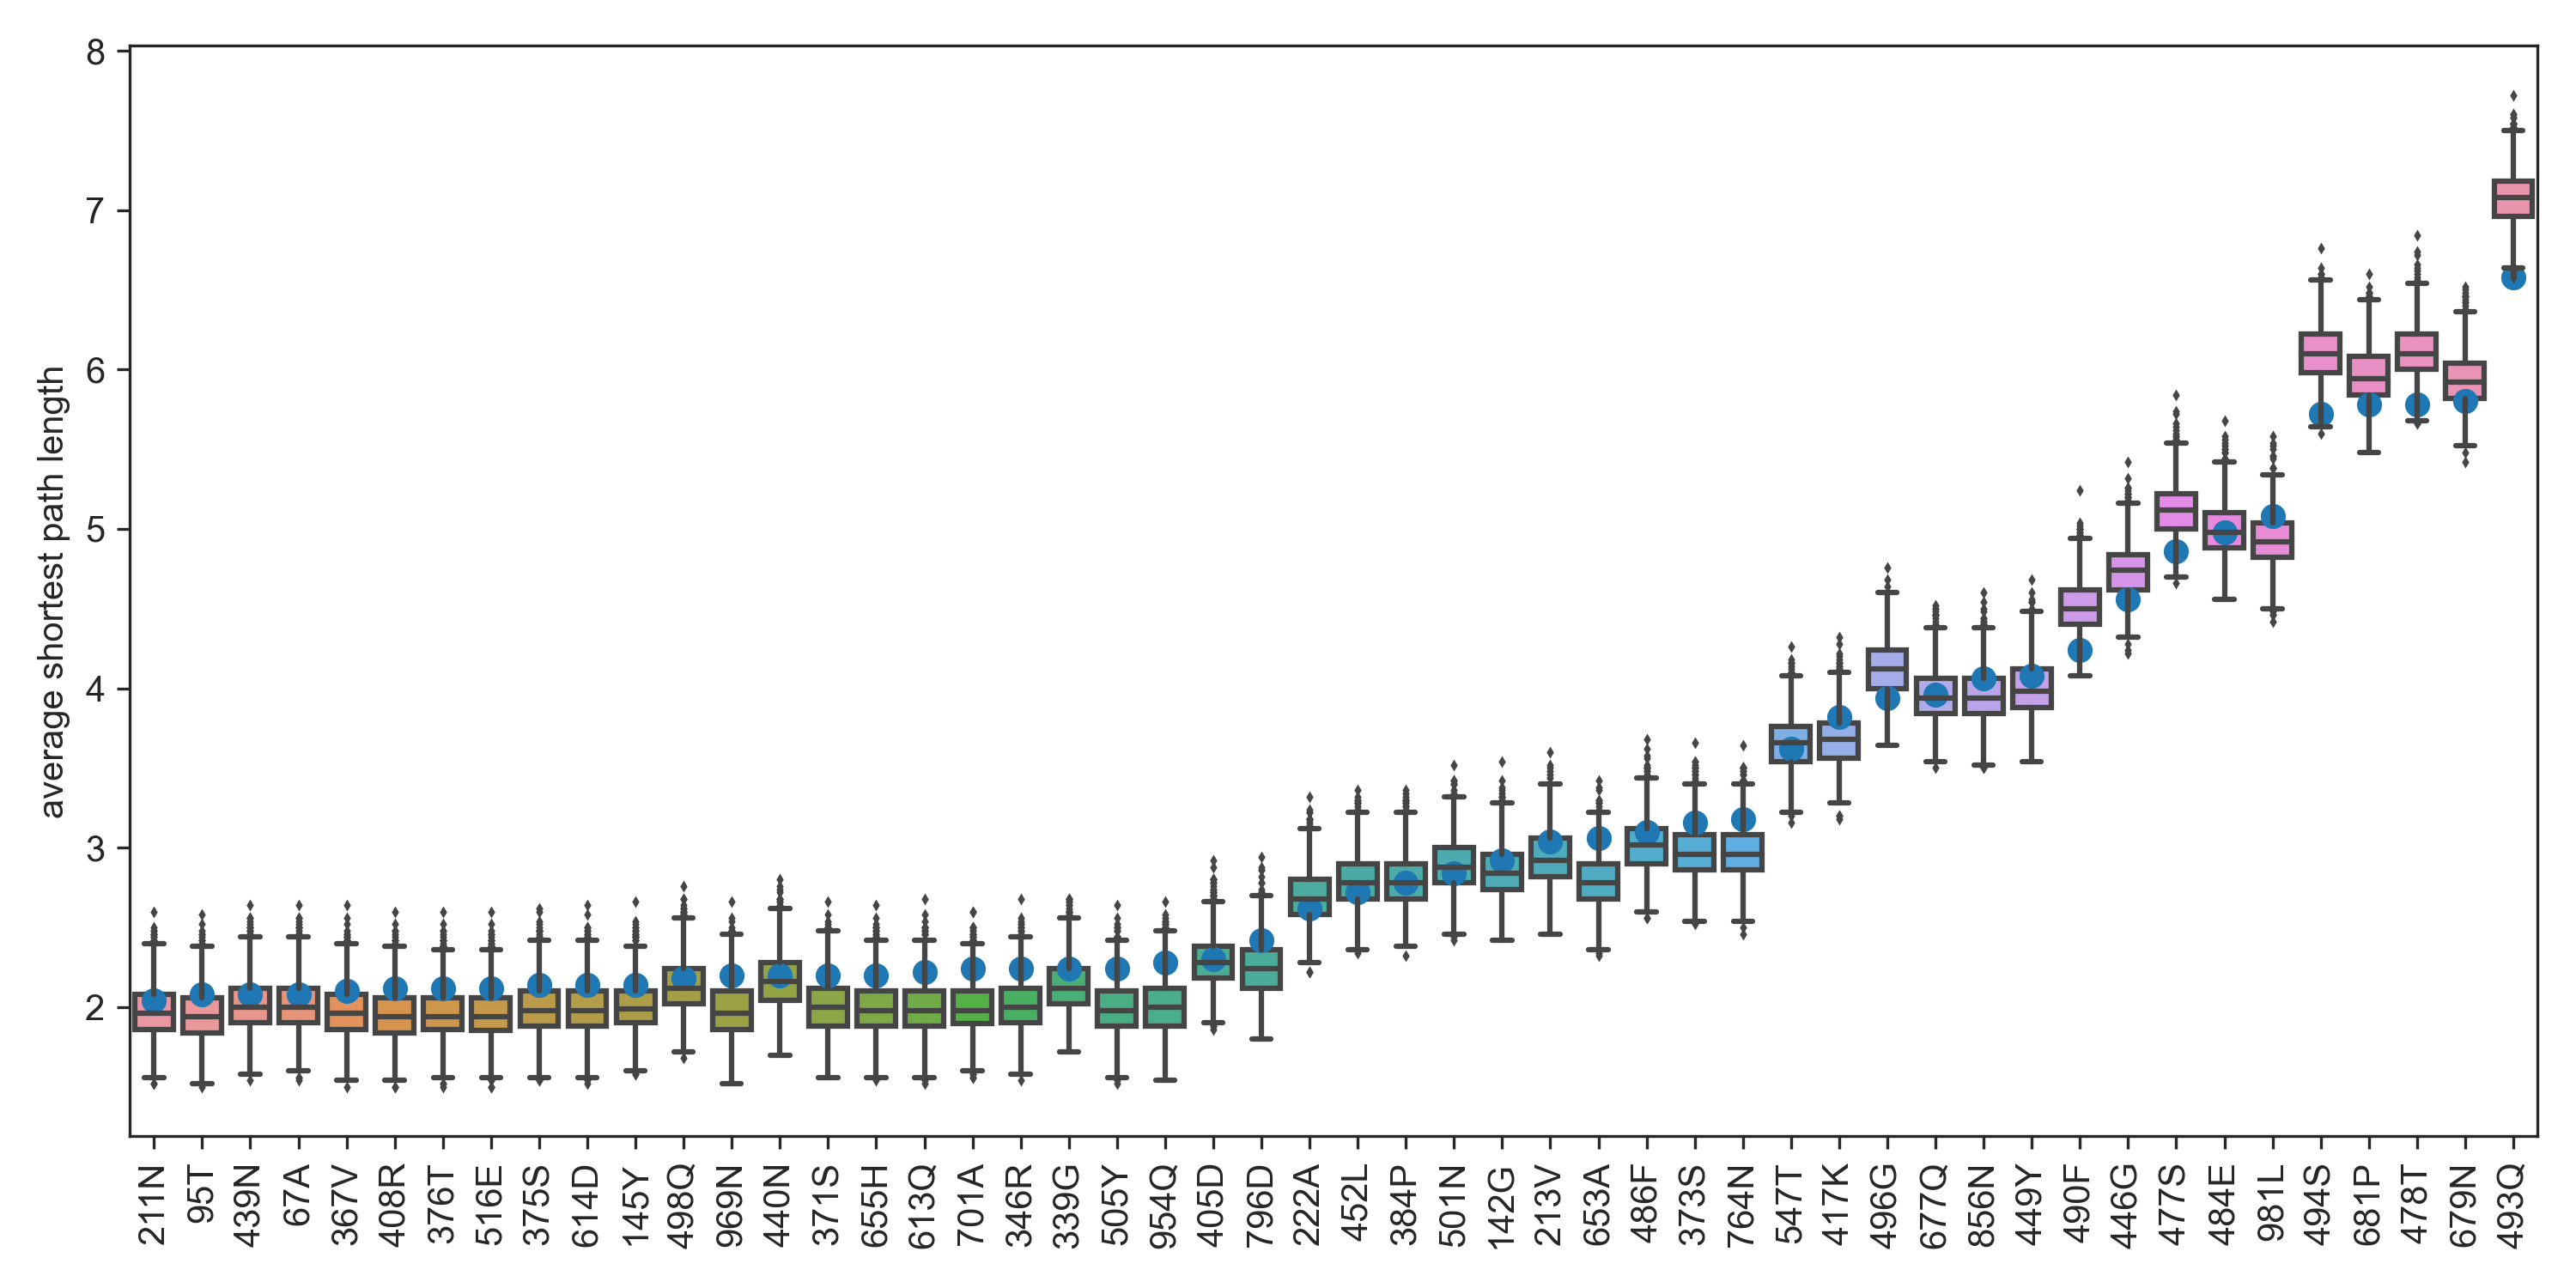 average shortest path length
8
7
6
5
4
3
2
211N
95T
439N
67A
367V
408R
376T
516E
375S
614D
145Y
498Q
969N
440N
371S
655H
613Q
701A
346R
339G
505Y
954Q
405D
796D
222A
452L
384P
501N
142G
213V
653A
486F
373S
764N
547T
417K
496G
677Q
856N
449Y
490F
446G
477S
484E
981L
494S
681P
478T
679N
493Q